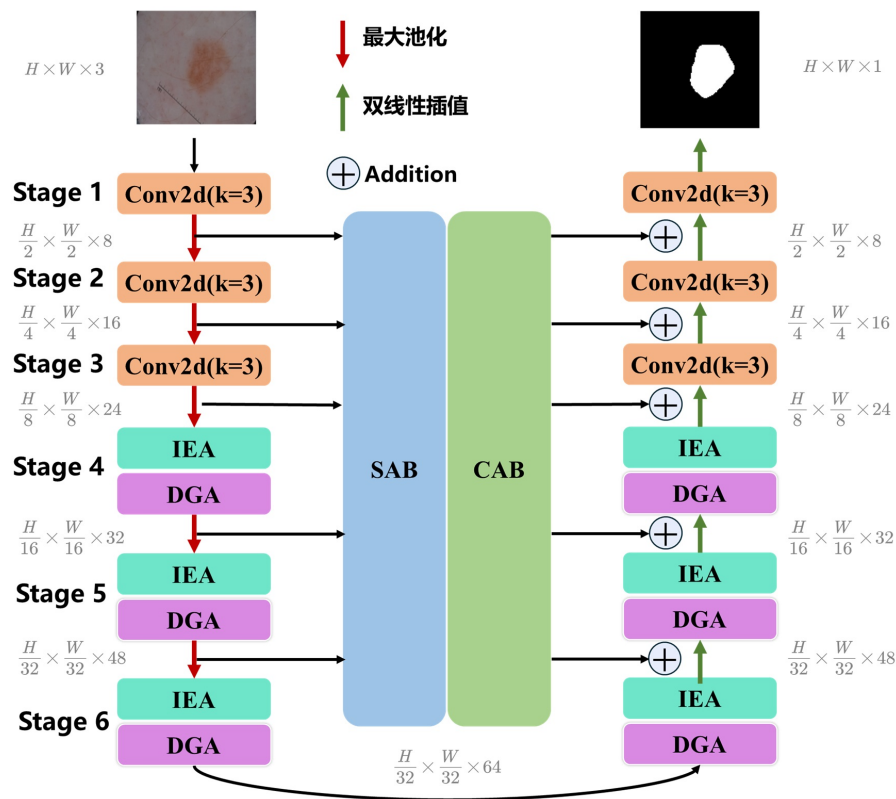 H×W×3
最大池化
双线性插值
Addition
H×W×1
Stage 1
Conv2d(k=3)
H/2 × W/2 × 8
Stage 2
Conv2d(k=3)
H/4 × W/4 × 16
Stage 3
Conv2d(k=3)
H/8 × W/8 × 24
Stage 4
IEA
DGA
H/16 × W/16 × 32
Stage 5
IEA
DGA
H/32 × W/32 × 48
Stage 6
IEA
DGA
SAB
CAB
H/32 × W/32 × 64
Conv2d(k=3)
H/2 × W/2 × 8
Conv2d(k=3)
H/4 × W/4 × 16
Conv2d(k=3)
H/8 × W/8 × 24
IEA
DGA
H/16 × W/16 × 32
IEA
DGA
H/32 × W/32 × 48
IEA
DGA